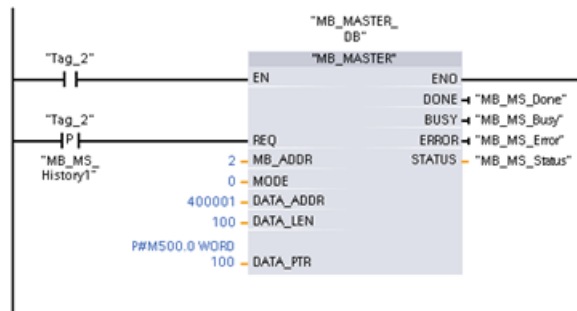 "MB_MASTER_
DB"
"Tag_2"
"MB_MASTER"
EN
ENO
DONE
"MB_MS_Done"
"Tag_2"
BUSY
"MB_MS_Busy"
P
REQ
ERROR
"MB_MS_Error"
"MB_MS_
History1"
2
MB_ADDR
STATUS
"MB_MS_Status"
0
MODE
400001
DATA_ADDR
100
DATA_LEN
P#M500.0 WORD
100
DATA_PTR